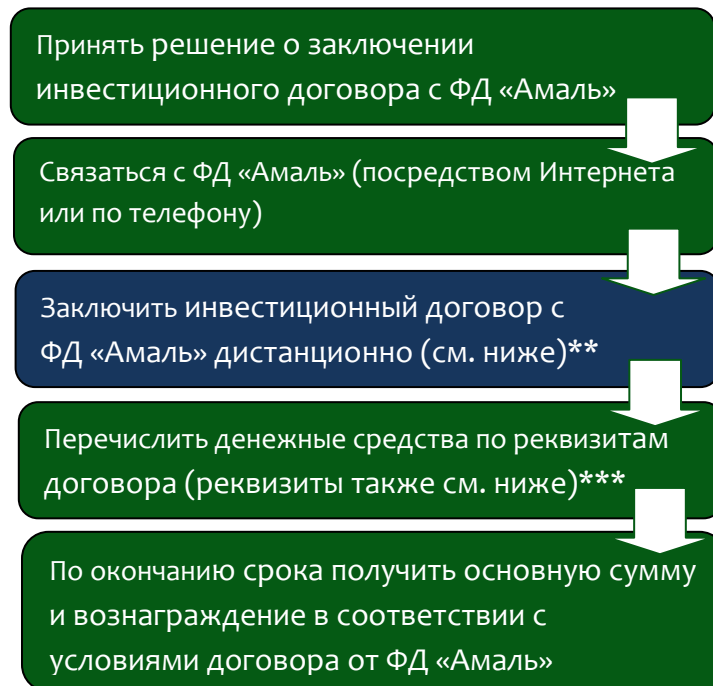 Принять решение о заключении
инвестиционного договора с ФД «Амаль»
Связаться с ФД «Амаль» (посредством Интернета
или по телефону)
Заключить инвестиционный договор с
ФД «Амаль» дистанционно (см. ниже)**
Перечислить денежные средства по реквизитам
договора (реквизиты также см. ниже)***
По окончанию срока получить основную сумму
и вознаграждение в соответствии с
условиями договора от ФД «Амаль»